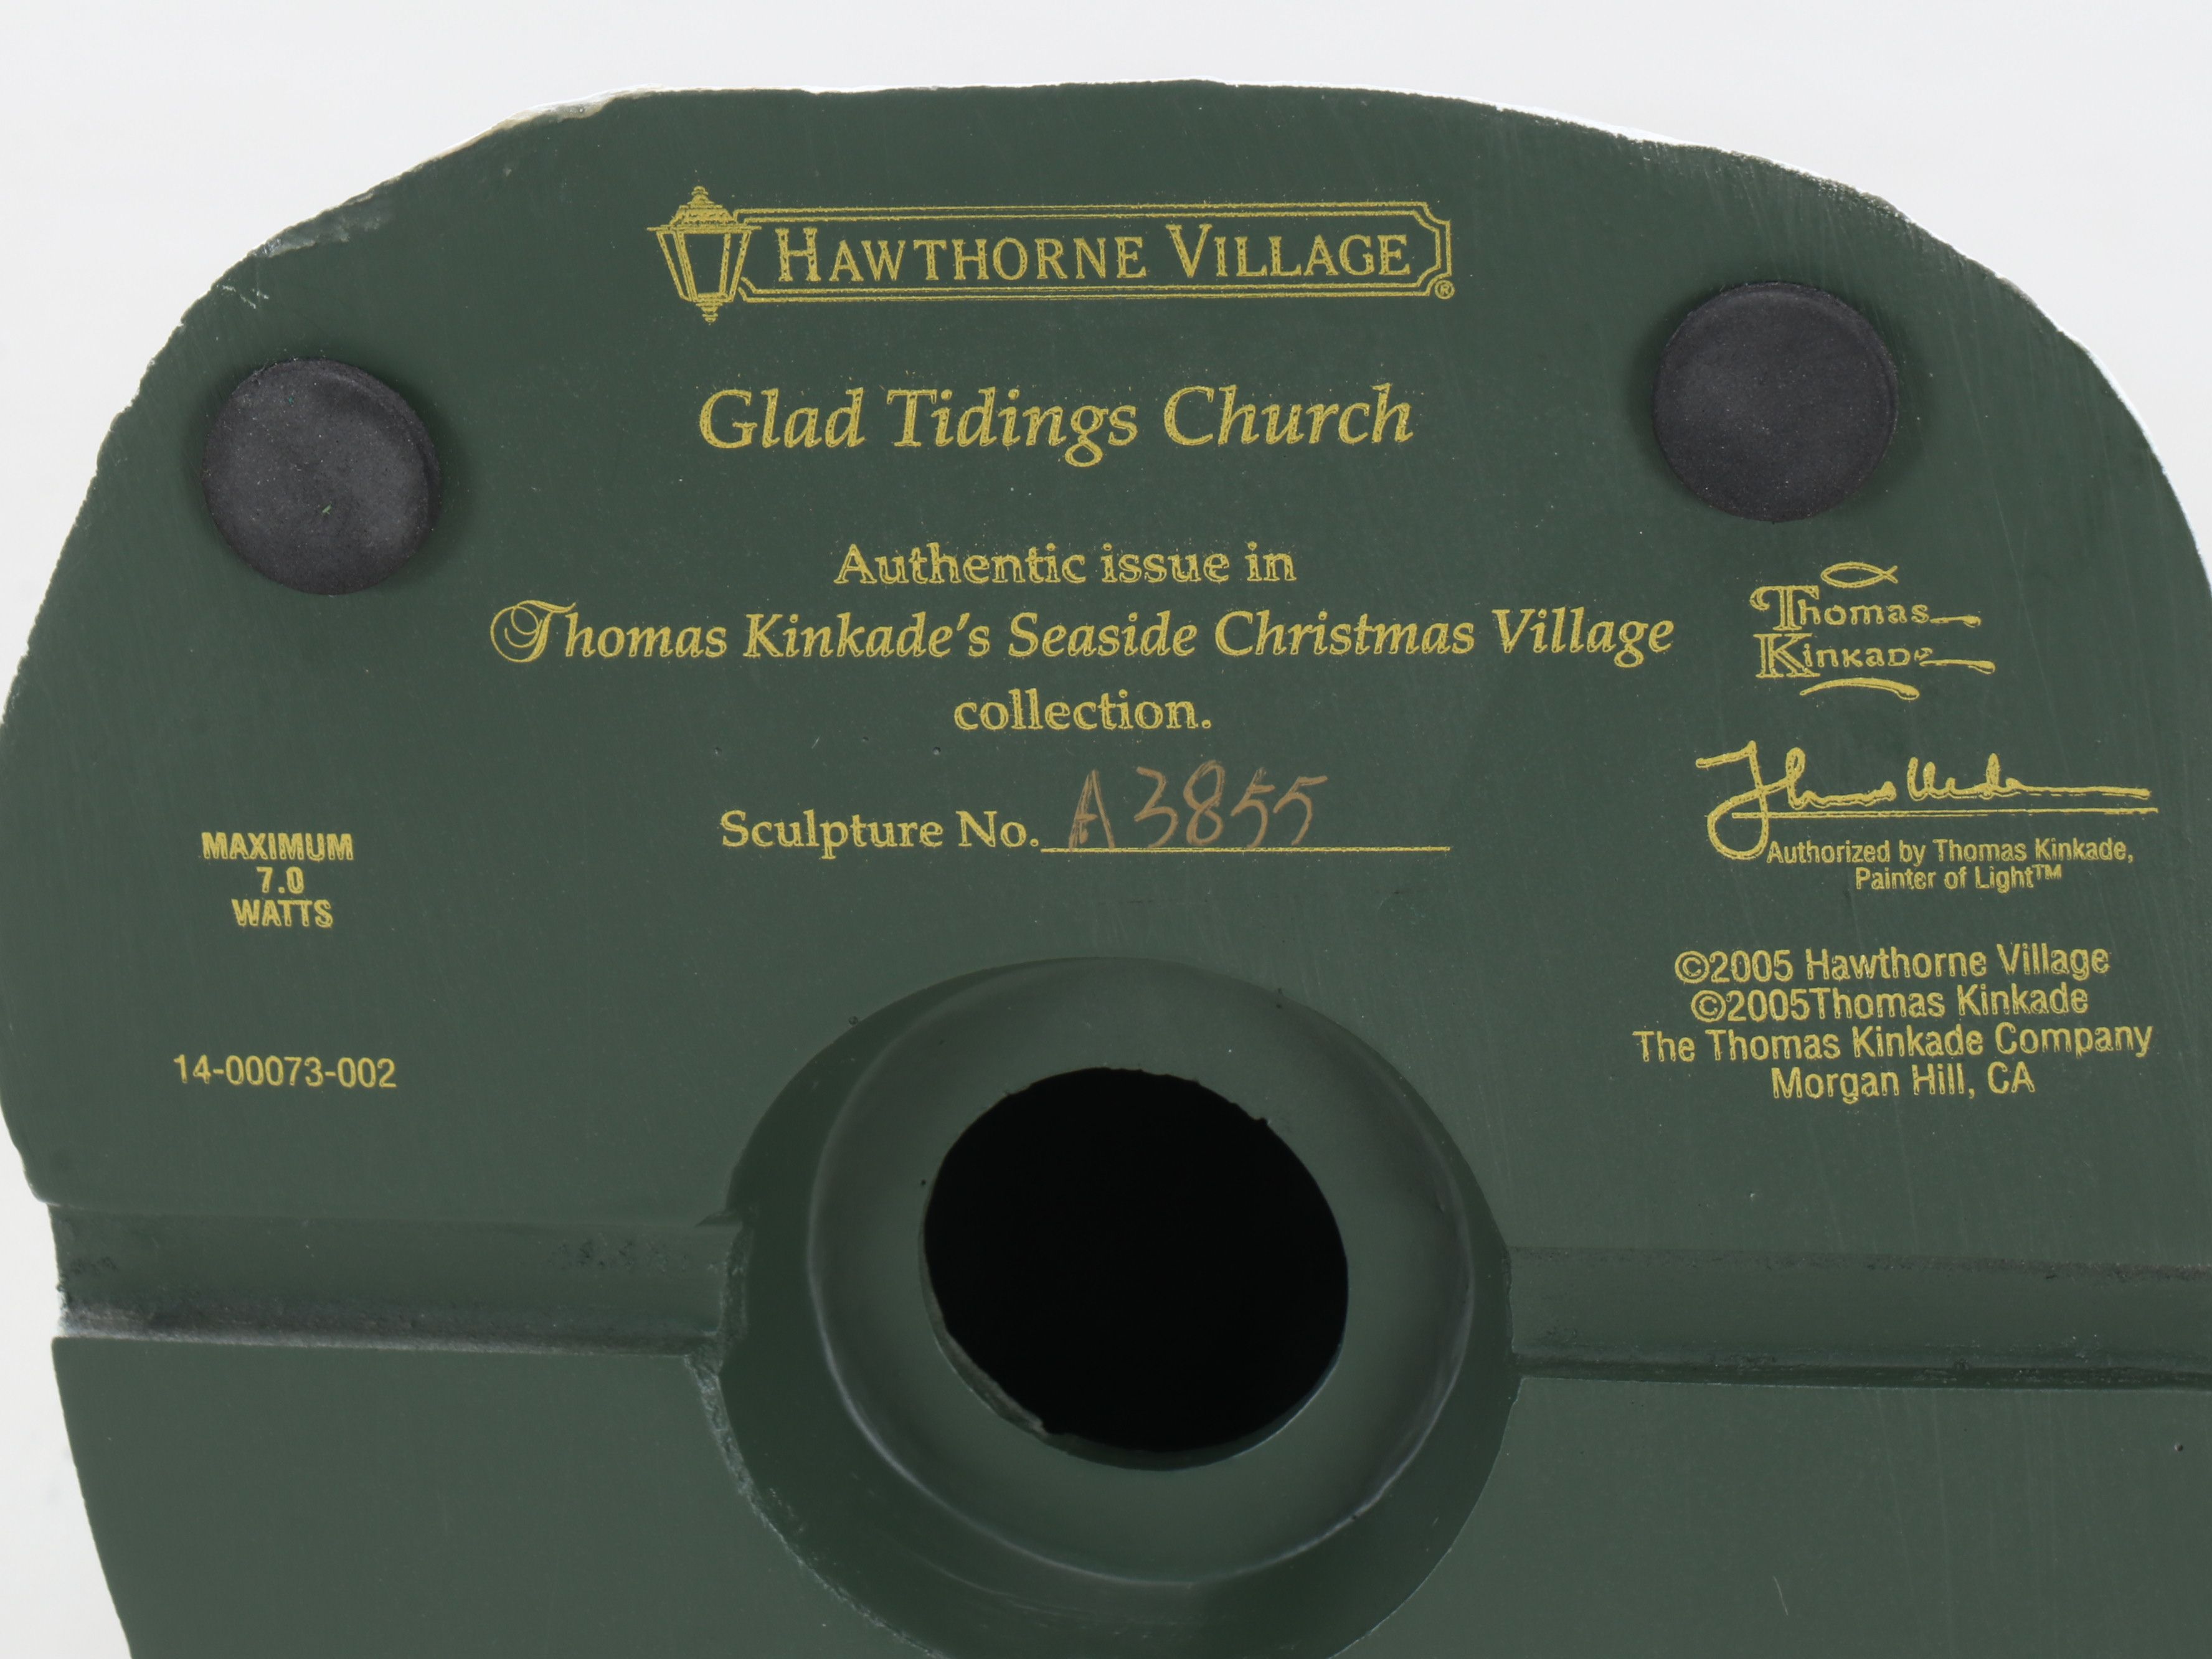 HAWTHORNE VILLAGE®
Glad Tidings Church
Authentic issue in
Thomas Kinkade's Seaside Christmas Village
collection.
Sculpture No. A3855
MAXIMUM
7.0
WATTS
14-00073-002
Thomas
Kinkade
Authorized by Thomas Kinkade,
Painter of Light™
©2005 Hawthorne Village
©2005Thomas Kinkade
The Thomas Kinkade Company
Morgan Hill, CA